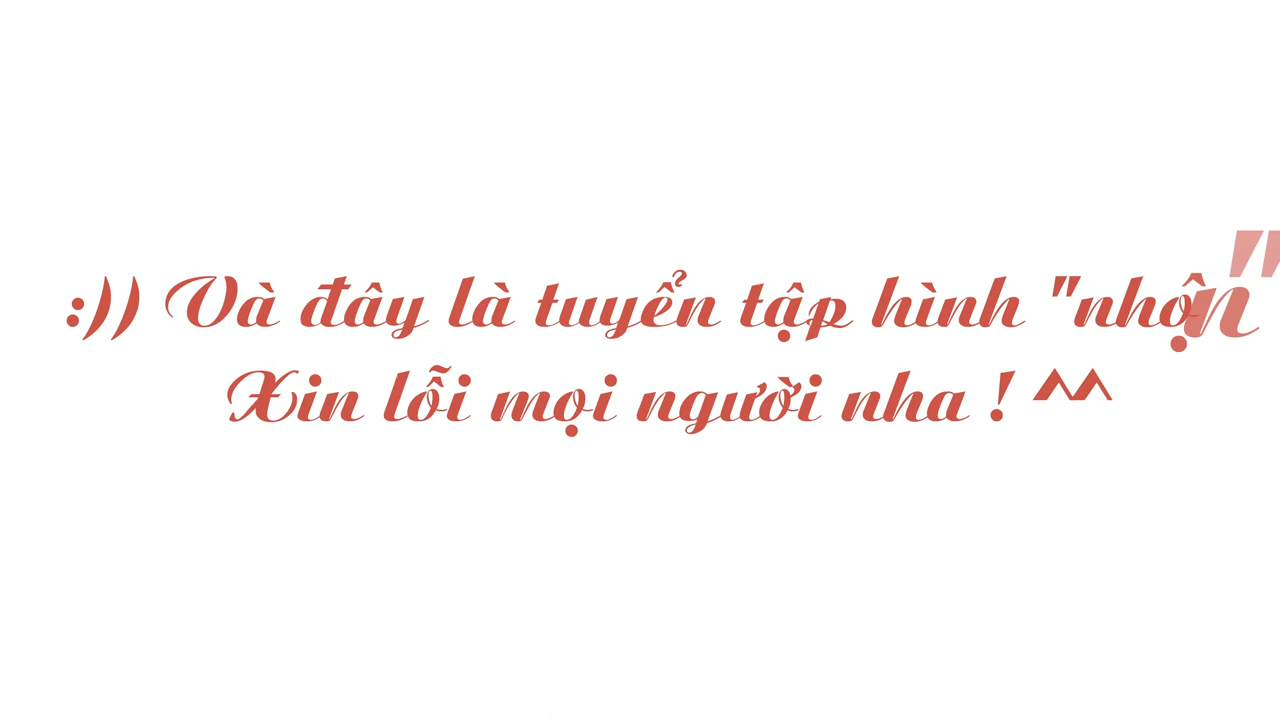 :)) Và đây là tuyển tập hình "nhộn"
Xin lỗi mọi người nha ! ^^